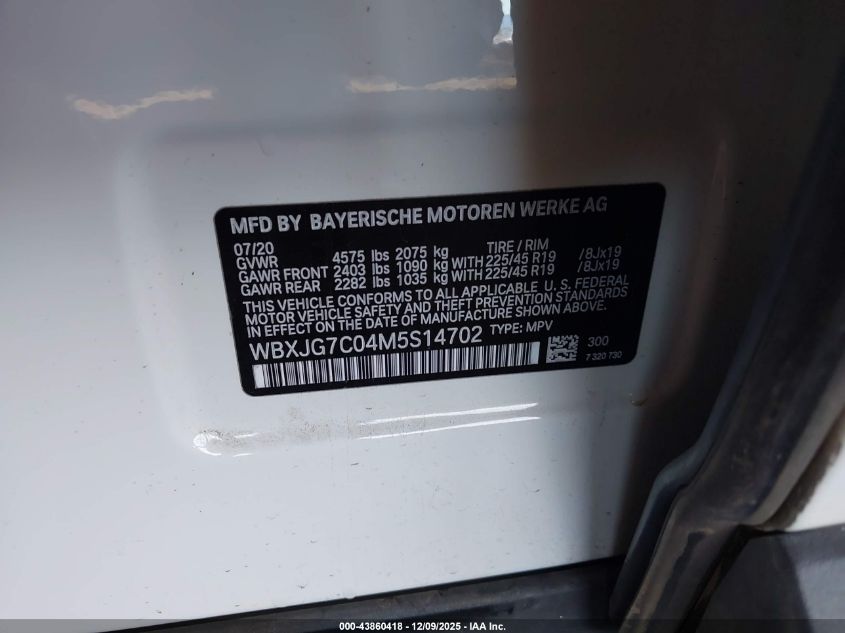 MFD BY BAYERISCHE MOTOREN WERKE AG
07/20
GVWR 4575 lbs 2075 kg TIRE / RIM
GAWR FRONT 2403 lbs 1090 kg WITH 225/45 R19 /8Jx19
GAWR REAR 2282 lbs 1035 kg WITH 225/45 R19 /8Jx19
THIS VEHICLE CONFORMS TO ALL APPLICABLE U. S. FEDERAL
MOTOR VEHICLE SAFETY AND THEFT PREVENTION STANDARDS
IN EFFECT ON THE DATE OF MANUFACTURE SHOWN ABOVE.
WBXJG7C04M5S14702 TYPE: MPV
300
7 320 730
000-43860418 - 12/09/2025 - IAA Inc.